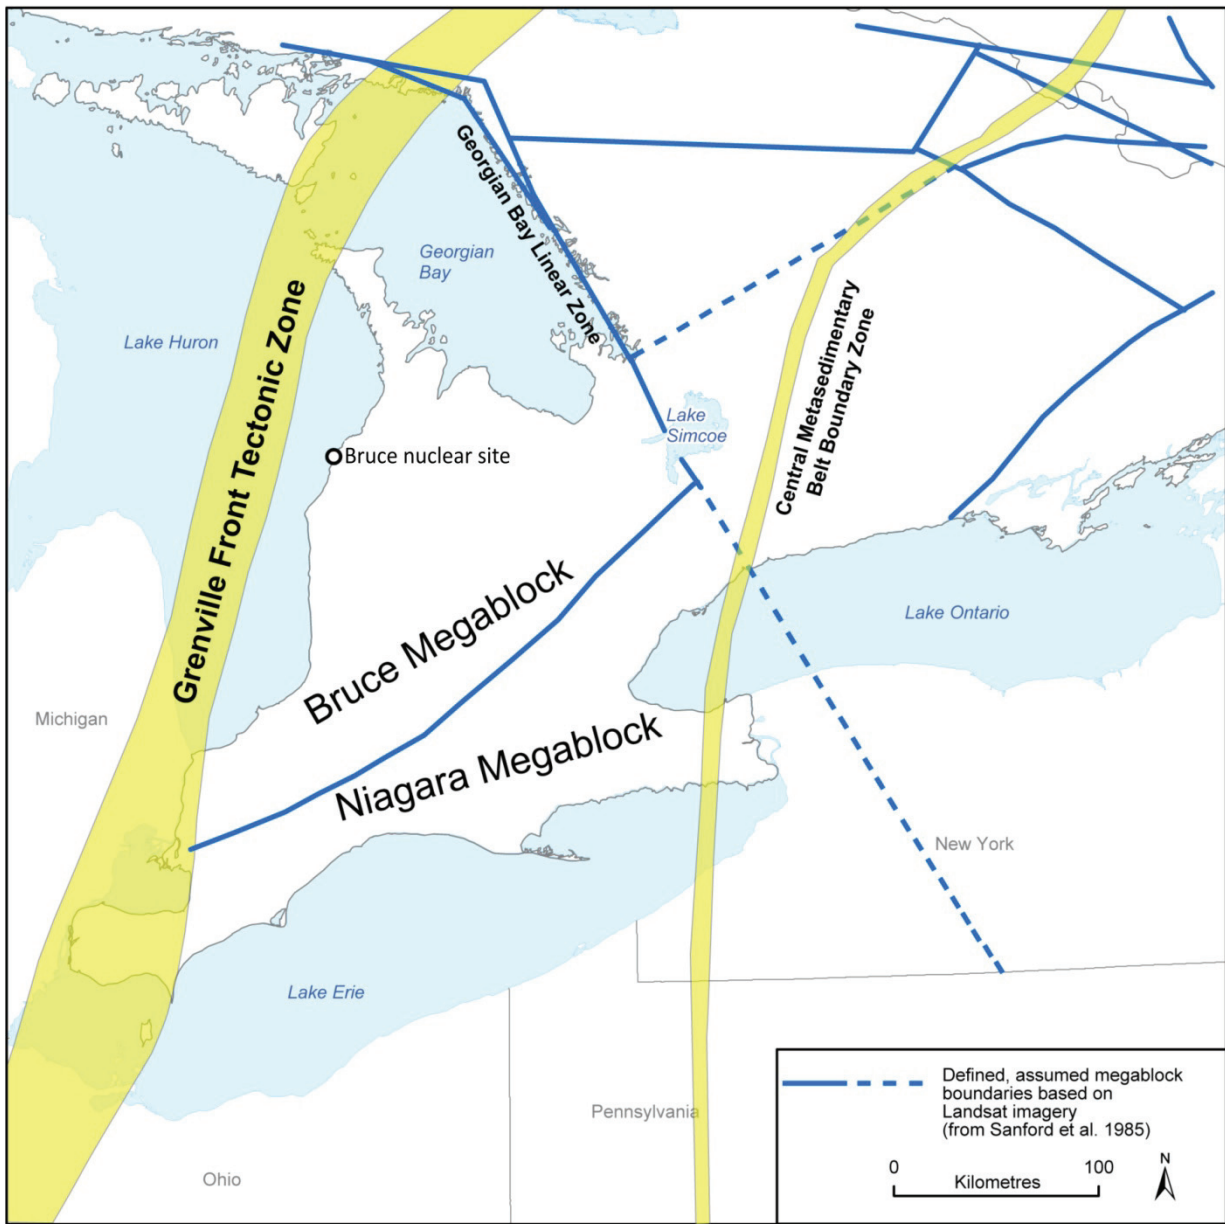 Georgian Bay Linear Zone
Georgian
Bay
Lake Huron
Grenville Front Tectonic Zone
Central Metasedimentary
Belt Boundary Zone
Lake
Simcoe
Bruce nuclear site
Bruce Megablock
Lake Ontario
Michigan
Niagara Megablock
New York
Lake Erie
Pennsylvania
Ohio
Defined, assumed megablock
boundaries based on
Landsat imagery
(from Sanford et al. 1985)
0 100
Kilometres
N